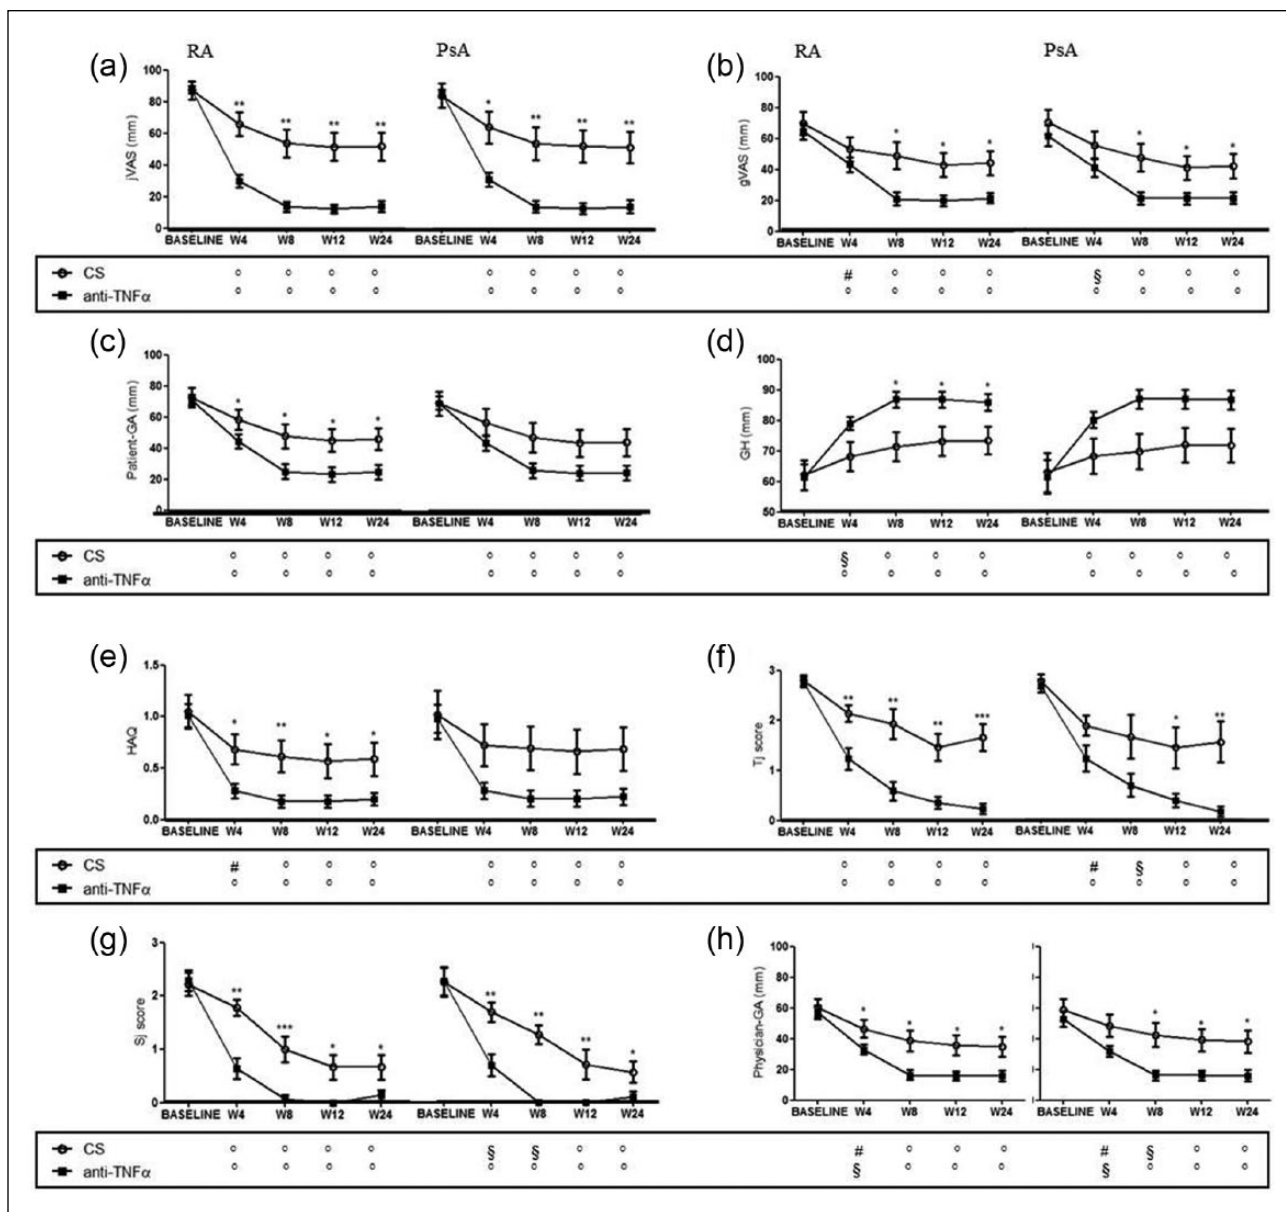 (a) RA PsA
(b) RA PsA
jVAS (mm)
100
80
60
40
20
0
** ** ** **
* ** ** **
BASELINE W4 W8 W12 W24
BASELINE W4 W8 W12 W24
gVAS (mm)
100
80
60
40
20
0
* * *
* * *
BASELINE W4 W8 W12 W24
BASELINE W4 W8 W12 W24
CS ° ° ° ° ° ° ° ° # ° ° ° § ° ° °
anti-TNFα ° ° ° ° ° ° ° ° ° ° ° ° ° ° ° °
(c)
(d)
Patient-GA (mm)
100
80
60
40
20
0
* * * *
BASELINE W4 W8 W12 W24
BASELINE W4 W8 W12 W24
GH (mm)
100
90
80
70
60
50
* * *
BASELINE W4 W8 W12 W24
BASELINE W4 W8 W12 W24
CS ° ° ° ° ° ° ° ° § ° ° ° ° ° ° °
anti-TNFα ° ° ° ° ° ° ° ° ° ° ° ° ° ° ° °
(e)
(f)
HAQ
1.5
1.0
0.5
0.0
* ** * *
BASELINE W4 W8 W12 W24
BASELINE W4 W8 W12 W24
Tj score
3
2
1
0
** ** ** ***
* **
BASELINE W4 W8 W12 W24
BASELINE W4 W8 W12 W24
CS # ° ° ° ° ° ° ° ° ° ° ° # § ° °
anti-TNFα ° ° ° ° ° ° ° ° ° ° ° ° ° ° ° °
(g)
(h)
Sj score
3
2
1
0
** *** * *
** ** ** *
BASELINE W4 W8 W12 W24
BASELINE W4 W8 W12 W24
Physician-GA (mm)
100
80
60
40
20
0
* * * *
* * *
BASELINE W4 W8 W12 W24
BASELINE W4 W8 W12 W24
CS ° ° ° ° § § ° ° # ° ° ° # § ° °
anti-TNFα ° ° ° ° ° ° ° ° § ° ° ° § ° ° °